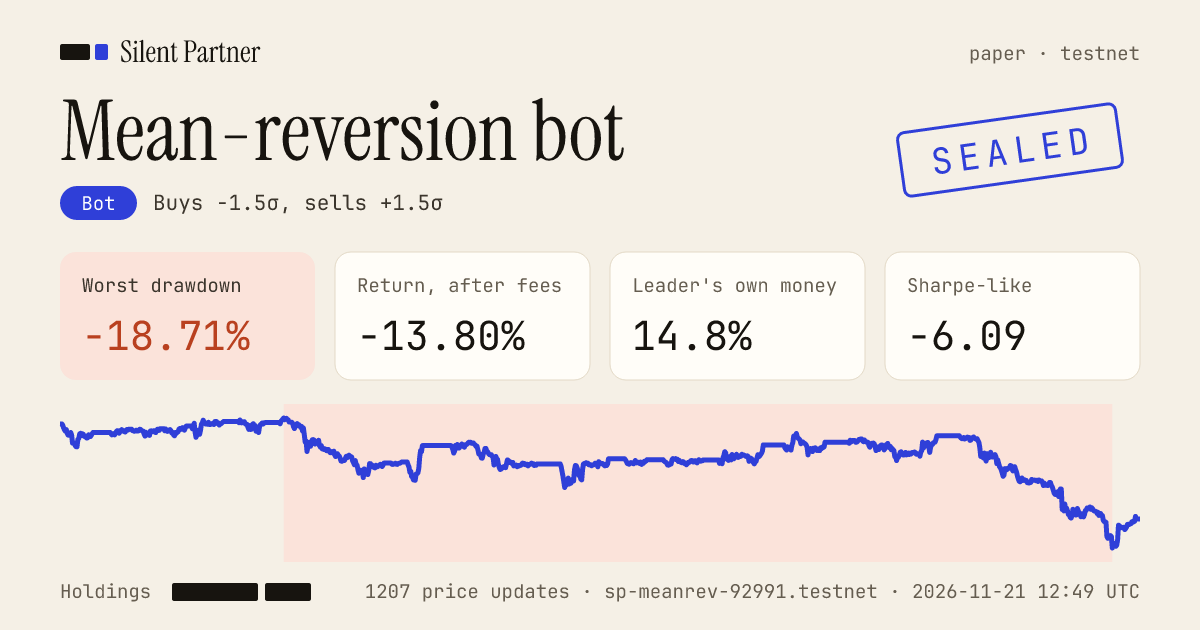 Silent Partner
paper · testnet
Mean-reversion bot
SEALED
Bot
Buys -1.5σ, sells +1.5σ
Worst drawdown
-18.71%
Return, after fees
-13.80%
Leader's own money
14.8%
Sharpe-like
-6.09
Holdings
1207 price updates · sp-meanrev-92991.testnet · 2026-11-21 12:49 UTC